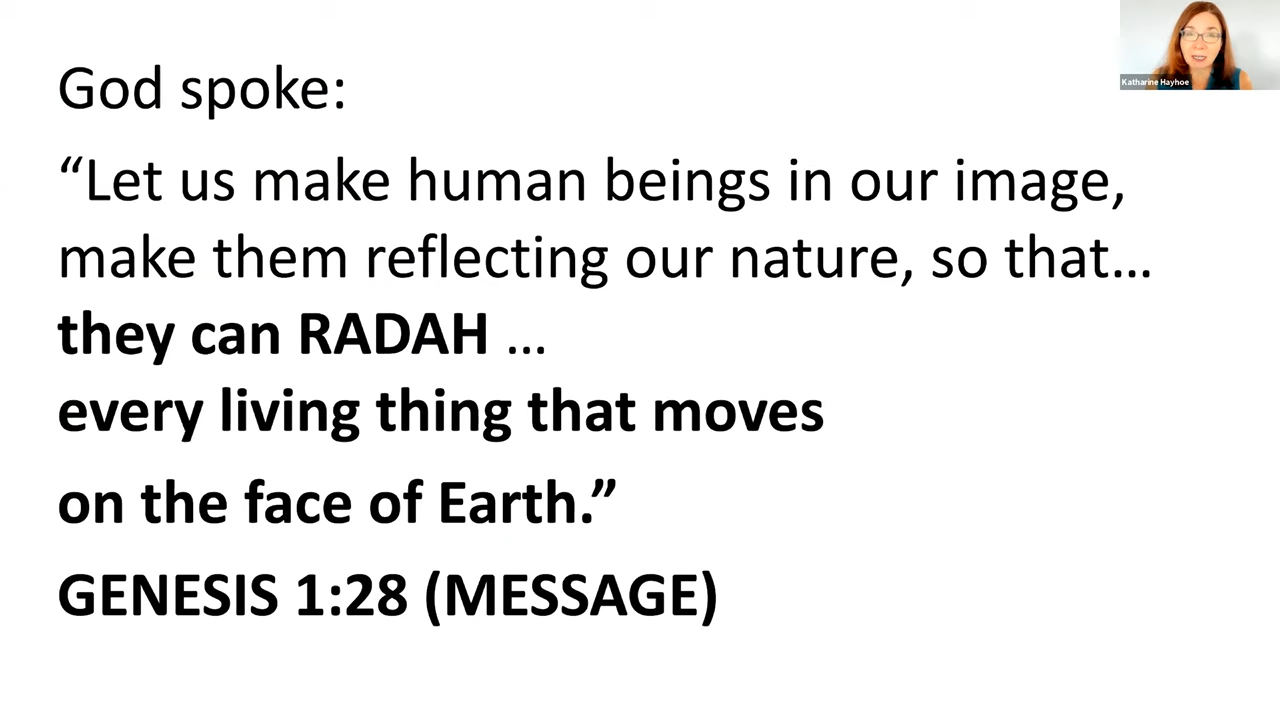 Katharine Hayhoe
God spoke:
“Let us make human beings in our image,
make them reflecting our nature, so that…
they can RADAH …
every living thing that moves
on the face of Earth.”
GENESIS 1:28 (MESSAGE)